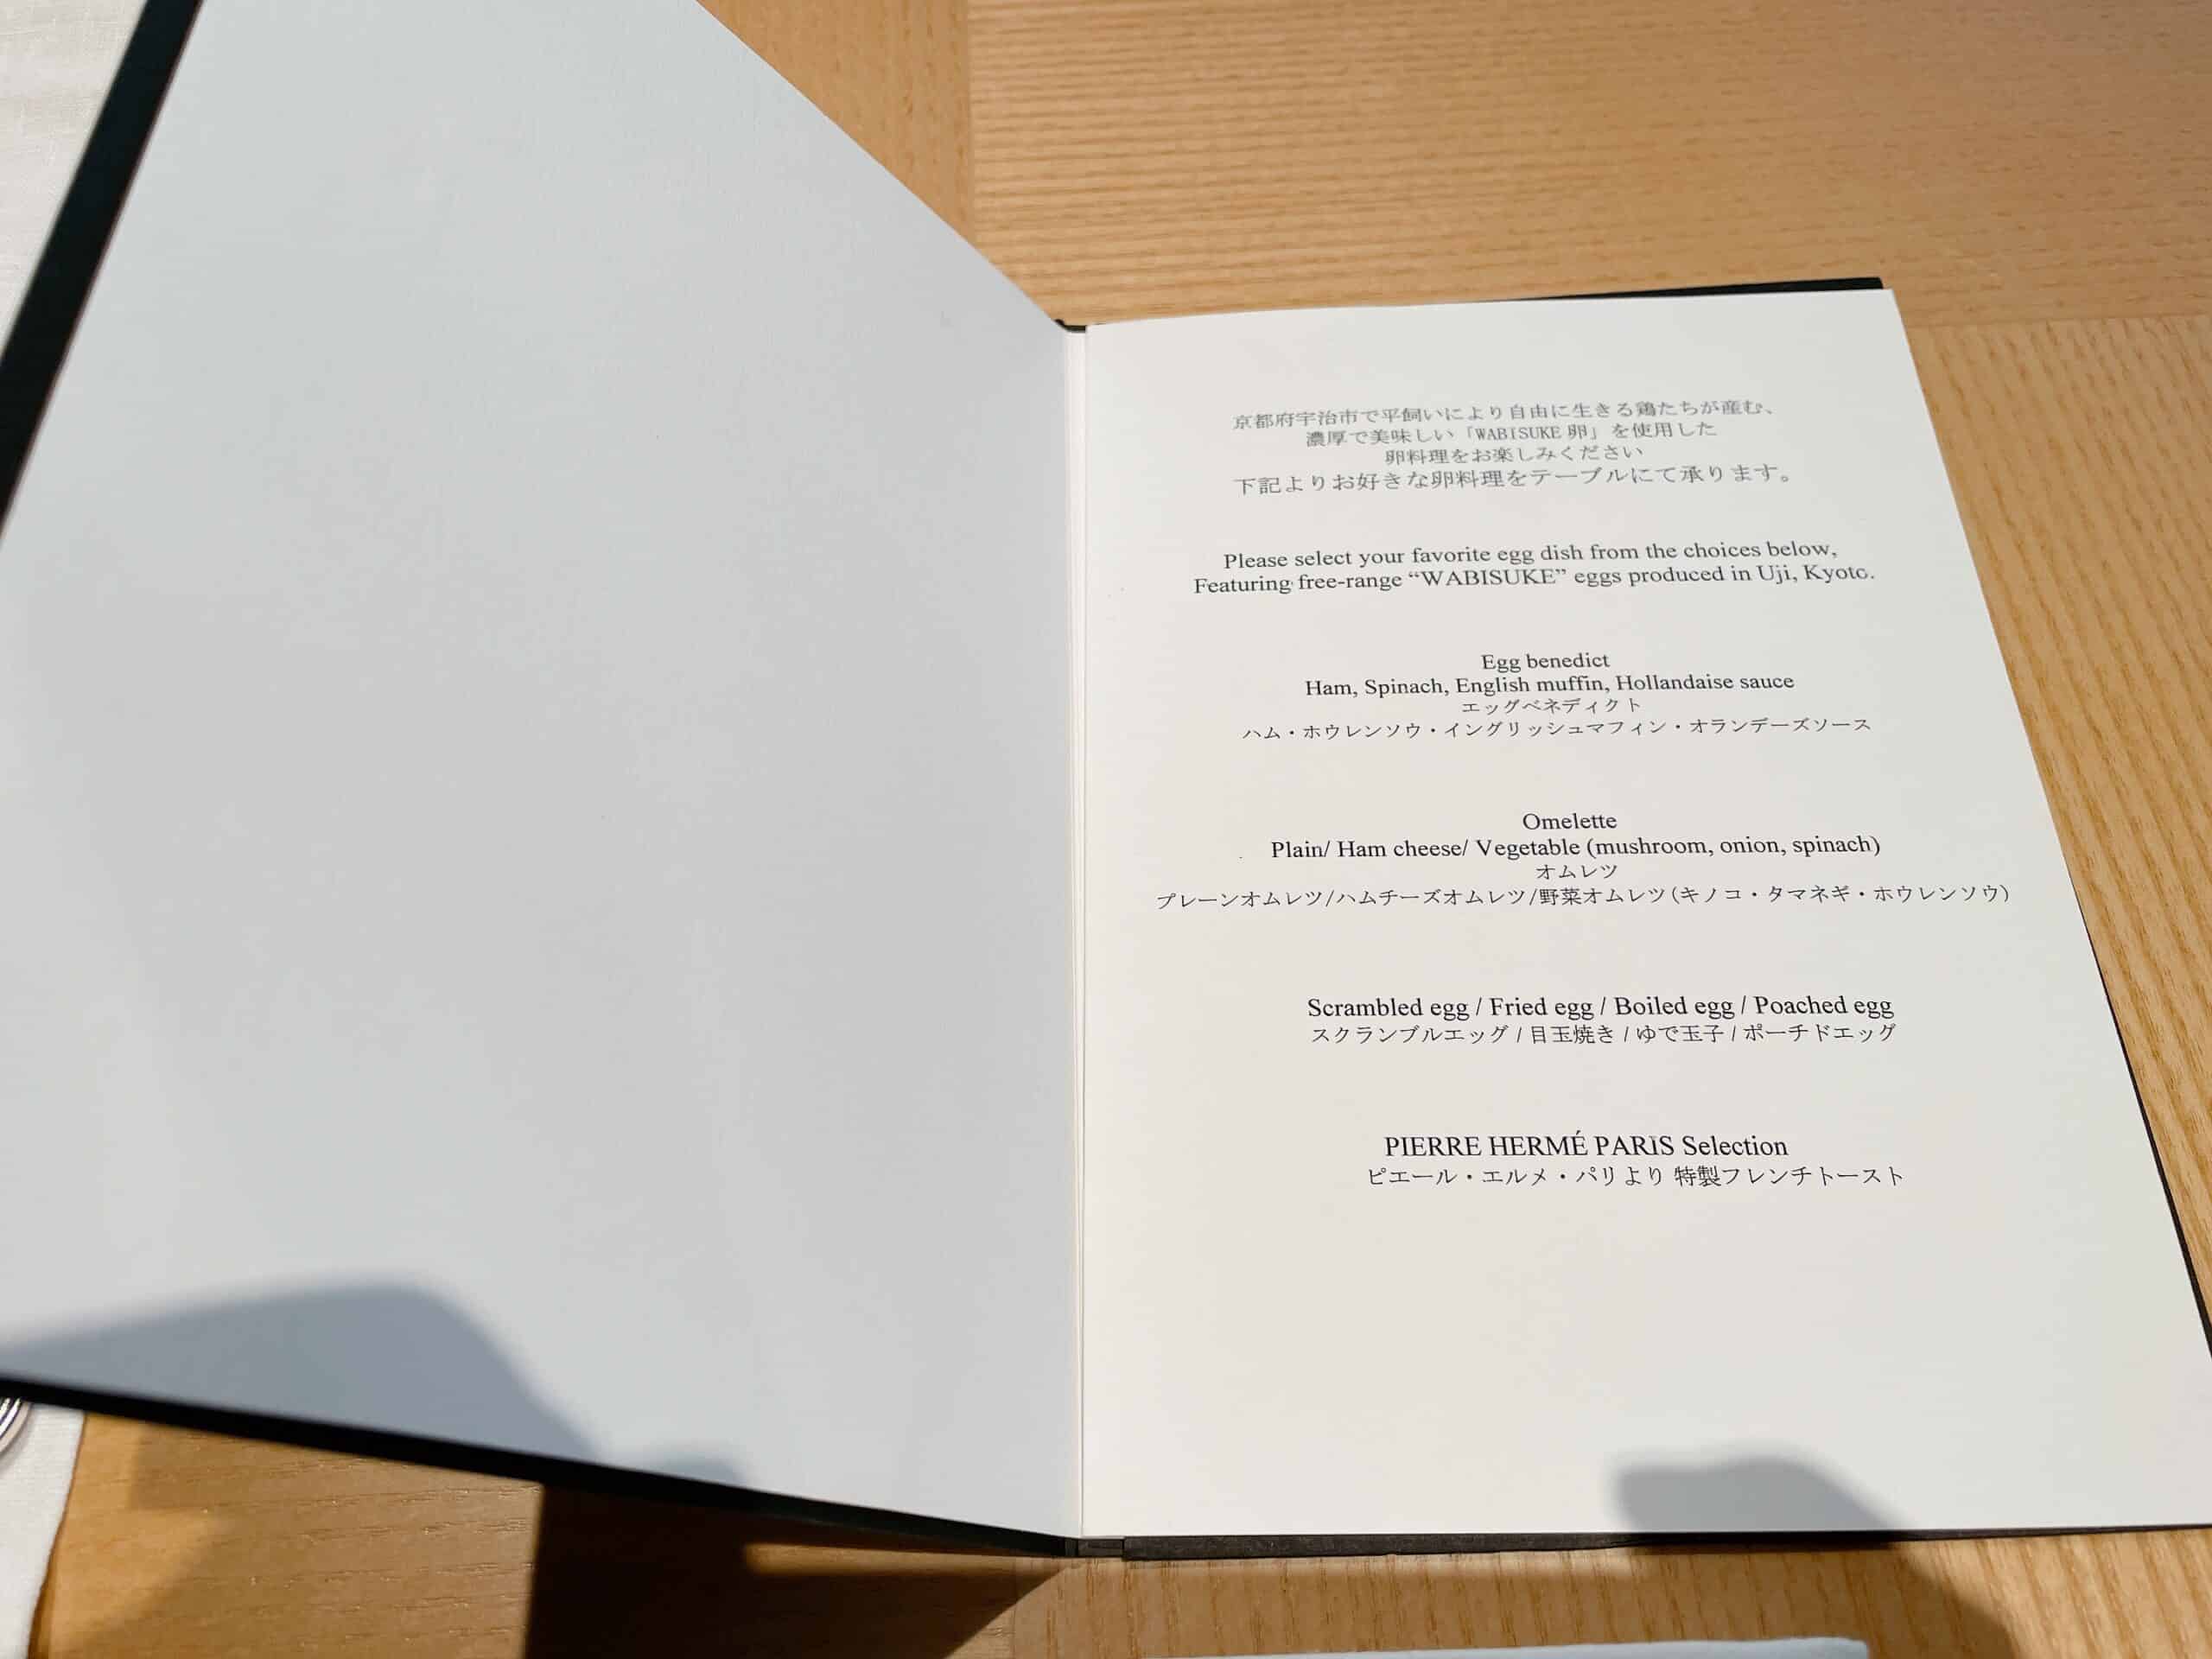 京都府宇治市で平飼いにより自由に生きる鶏たちが産む、
濃厚で美味しい「WABISUKE 卵」を使用した
卵料理をお楽しみください
下記よりお好きな卵料理をテーブルにて承ります。
Please select your favorite egg dish from the choices below,
Featuring free-range “WABISUKE” eggs produced in Uji, Kyoto.
Egg benedict
Ham, Spinach, English muffin, Hollandaise sauce
エッグベネディクト
ハム・ホウレンソウ・イングリッシュマフィン・オランデーズソース
Omelette
Plain/ Ham cheese/ Vegetable (mushroom, onion, spinach)
オムレツ
プレーンオムレツ/ハムチーズオムレツ/野菜オムレツ(キノコ・タマネギ・ホウレンソウ)
Scrambled egg / Fried egg / Boiled egg / Poached egg
スクランブルエッグ / 目玉焼き / ゆで玉子 / ポーチドエッグ
PIERRE HERMÉ PARIS Selection
ピエール・エルメ・パリより 特製フレンチトースト